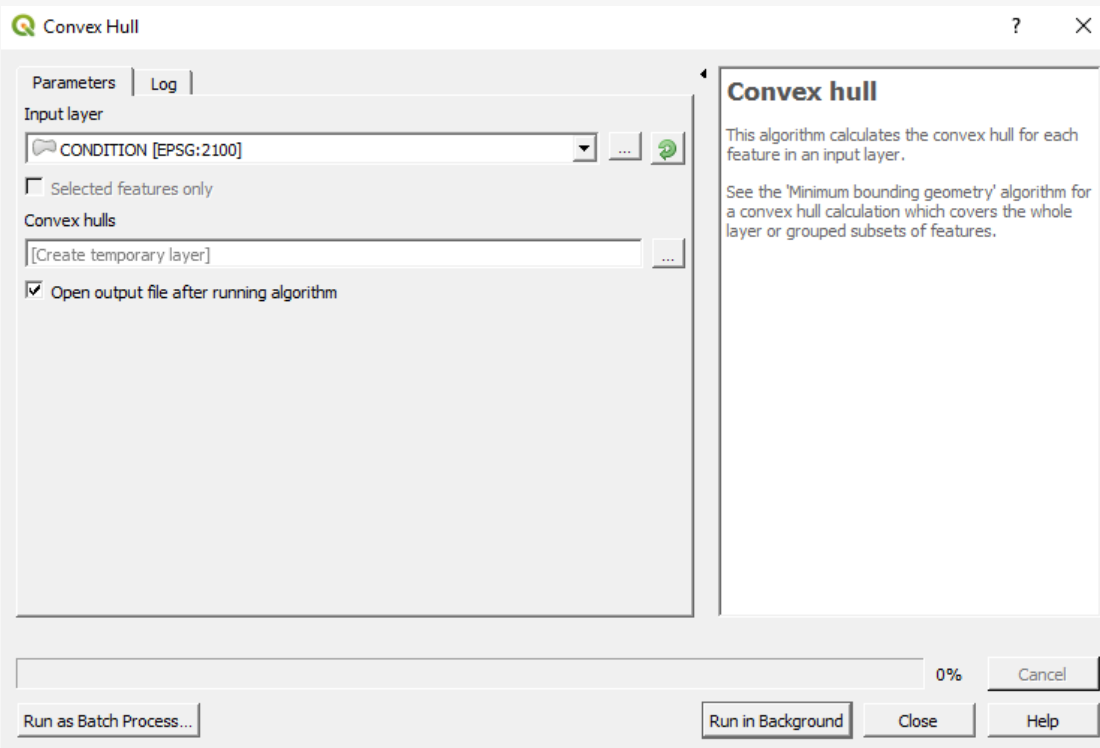 Convex Hull
?
Parameters
Log
Input layer
CONDITION [EPSG:2100]
...
Selected features only
Convex hulls
[Create temporary layer]
...
Open output file after running algorithm
Convex hull
This algorithm calculates the convex hull for each
feature in an input layer.
See the 'Minimum bounding geometry' algorithm for
a convex hull calculation which covers the whole
layer or grouped subsets of features.
0%
Cancel
Run as Batch Process...
Run in Background
Close
Help